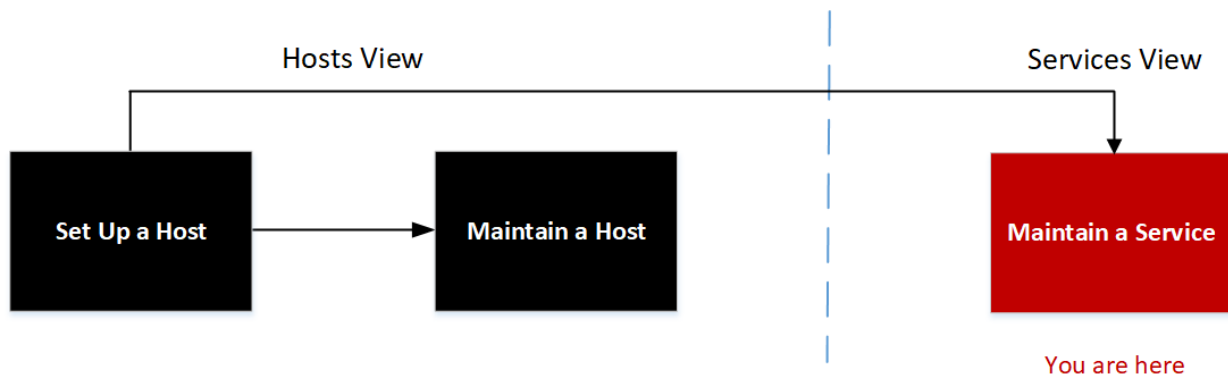 Hosts View
Services View
Set Up a Host
Maintain a Host
Maintain a Service
You are here